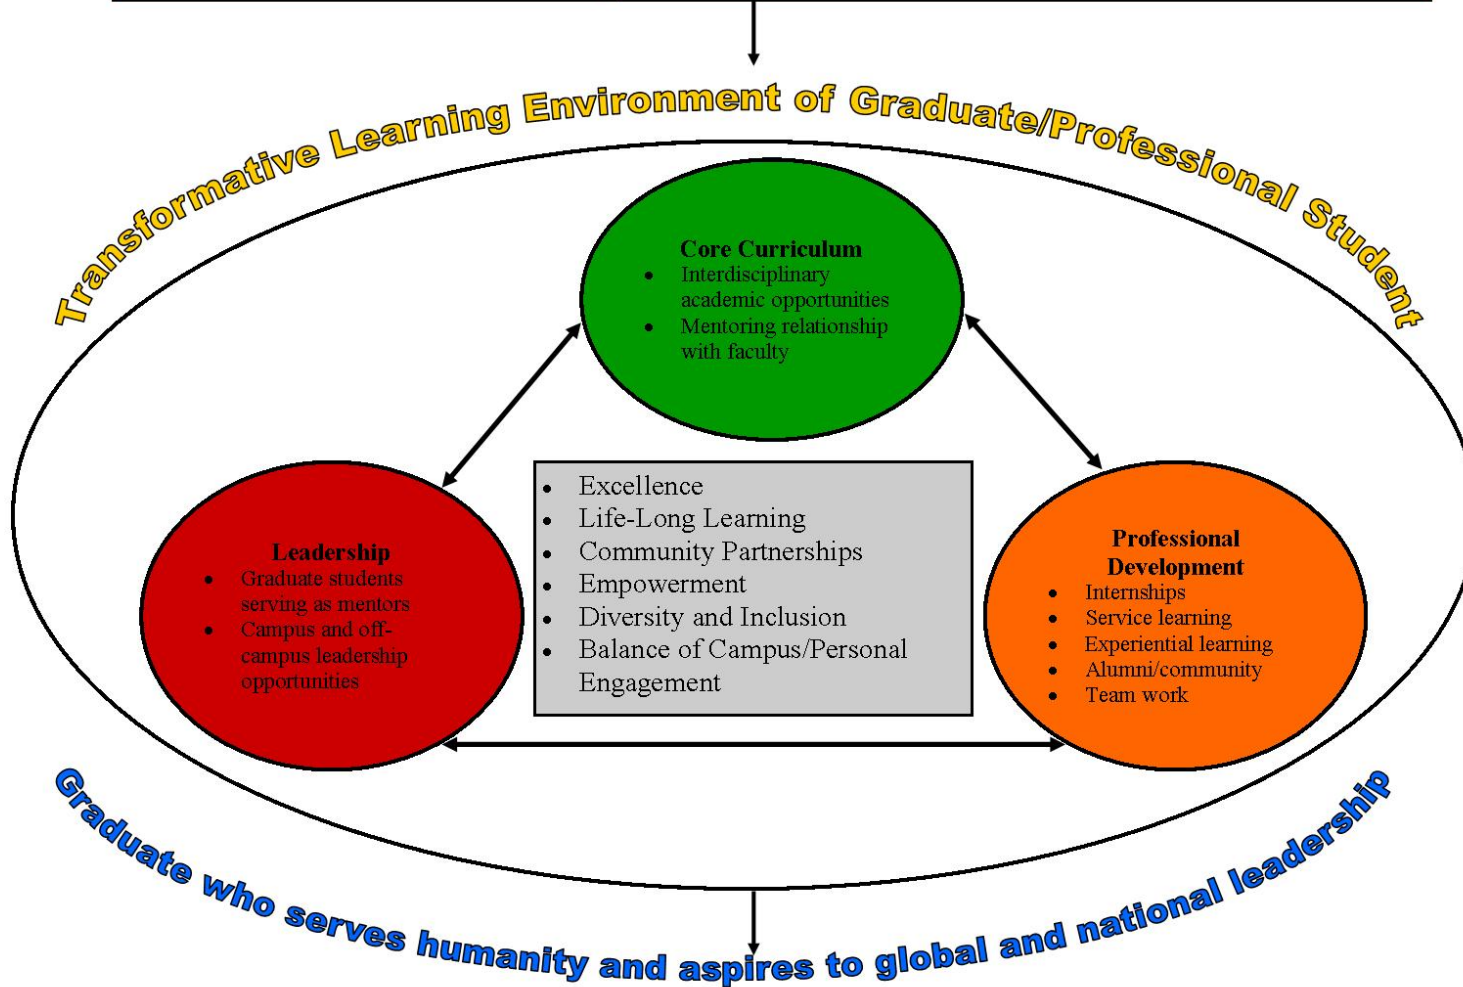 Transformative Learning Environment of Graduate/Professional Student
Core Curriculum
• Interdisciplinary
academic opportunities
• Mentoring relationship
with faculty
Leadership
• Graduate students
serving as mentors
• Campus and off-
campus leadership
opportunities
• Excellence
• Life-Long Learning
• Community Partnerships
• Empowerment
• Diversity and Inclusion
• Balance of Campus/Personal
Engagement
Professional
Development
• Internships
• Service learning
• Experiential learning
• Alumni/community
• Team work
Graduate who serves humanity and aspires to global and national leadership